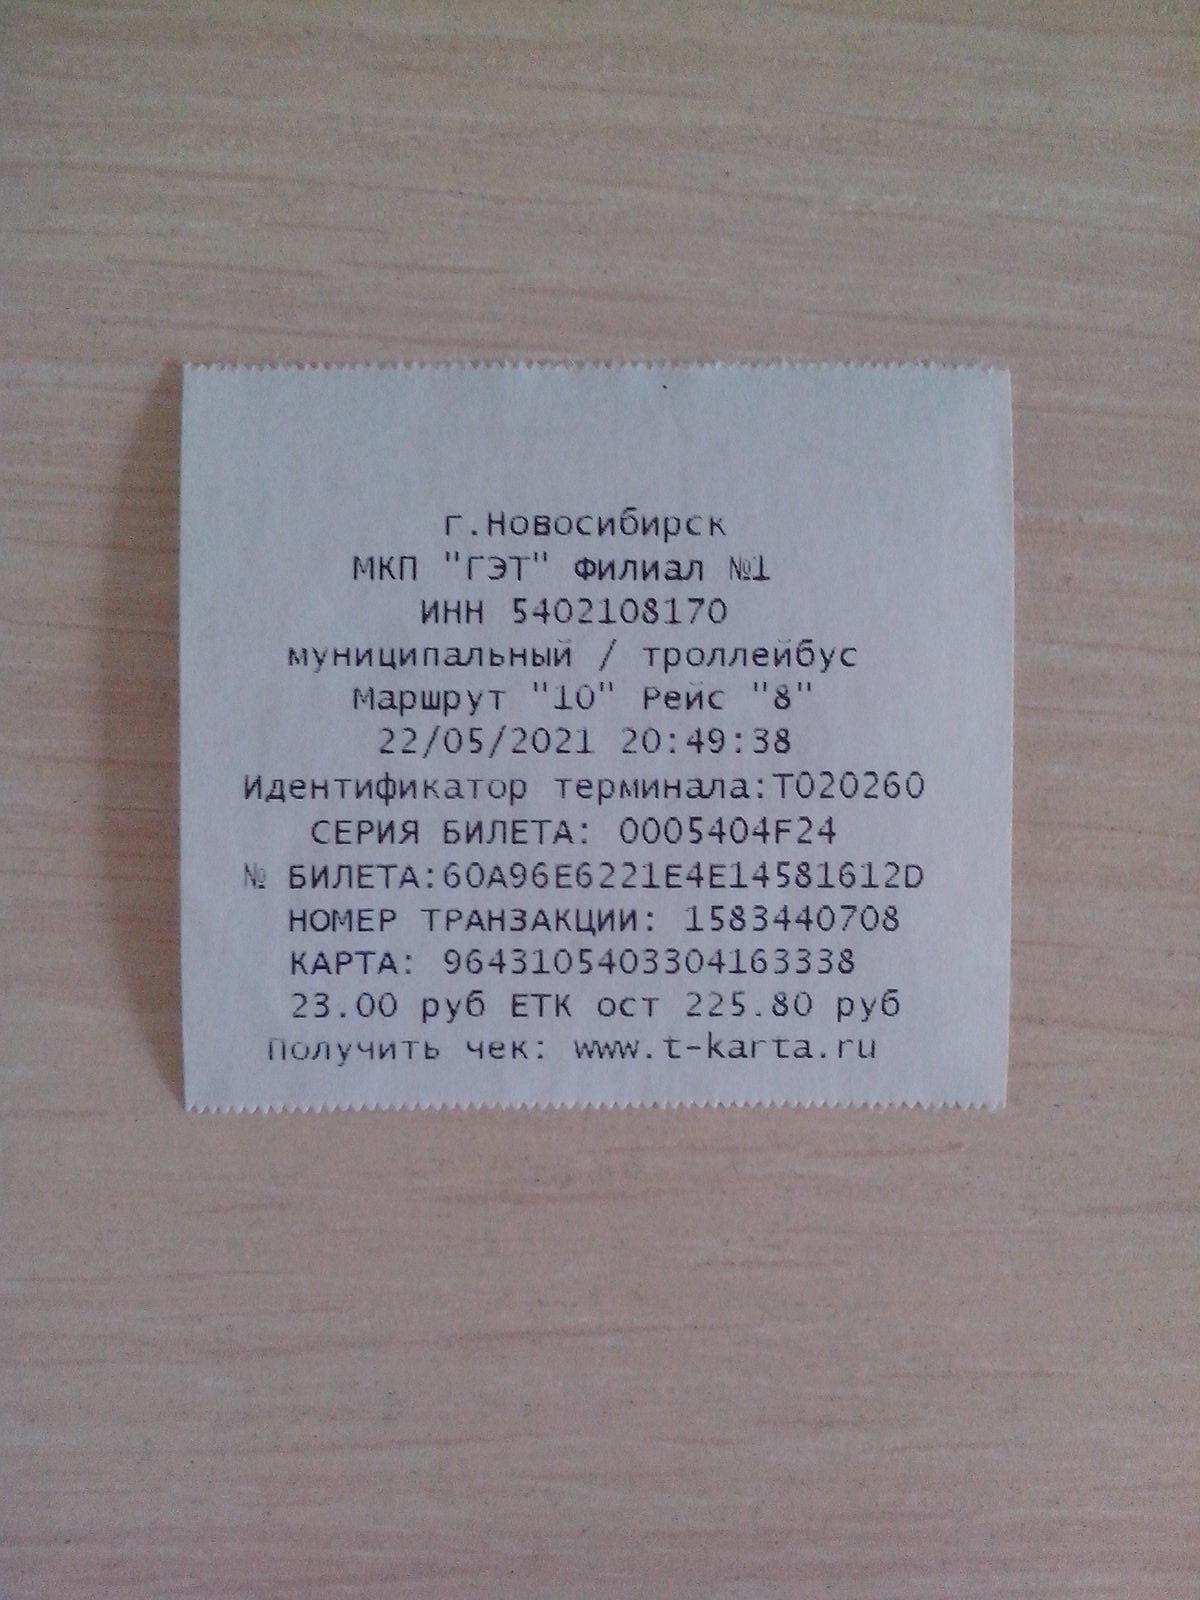 г.Новосибирск
МКП "ГЭТ" Филиал №1
ИНН 5402108170
муниципальный / троллейбус
Маршрут "10" Рейс "8"
22/05/2021 20:49:38
Идентификатор терминала:T020260
СЕРИЯ БИЛЕТА: 0005404F24
№ БИЛЕТА:60A96E6221E4E14581612D
НОМЕР ТРАНЗАКЦИИ: 1583440708
КАРТА: 9643105403304163338
23.00 руб ЕТК ост 225.80 руб
Получить чек: www.t-karta.ru